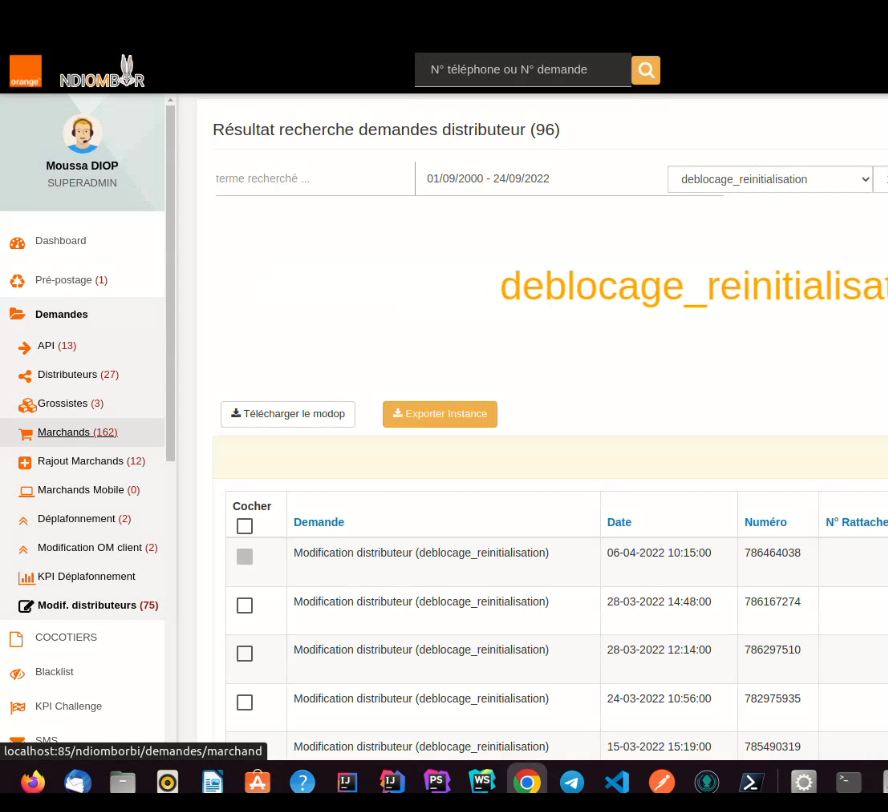 orange
NDIOMBOR
N° téléphone ou N° demande
Moussa DIOP
SUPERADMIN
Dashboard
Pré-postage (1)
Demandes
API (13)
Distributeurs (27)
Grossistes (3)
Marchands (162)
Rajout Marchands (12)
Marchands Mobile (0)
Déplafonnement (2)
Modification OM client (2)
KPI Déplafonnement
Modif. distributeurs (75)
COCOTIERS
Blacklist
KPI Challenge
SMS
localhost:85/ndiomborbi/demandes/marchand
Résultat recherche demandes distributeur (96)
terme recherché ... 01/09/2000 - 24/09/2022 deblocage_reinitialisation
deblocage_reinitialisa
Télécharger le modop Exporter Instance
Cocher Demande Date Numéro N° Rattache
Modification distributeur (deblocage_reinitialisation) 06-04-2022 10:15:00 786464038
Modification distributeur (deblocage_reinitialisation) 28-03-2022 14:48:00 786167274
Modification distributeur (deblocage_reinitialisation) 28-03-2022 12:14:00 786297510
Modification distributeur (deblocage_reinitialisation) 24-03-2022 10:56:00 782975935
Modification distributeur (deblocage_reinitialisation) 15-03-2022 15:19:00 785490319
IJ IJ PS WS